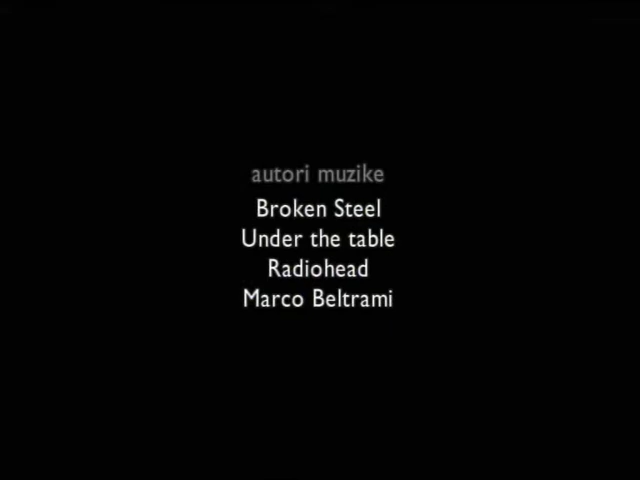 autori muzike
Broken Steel
Under the table
Radiohead
Marco Beltrami